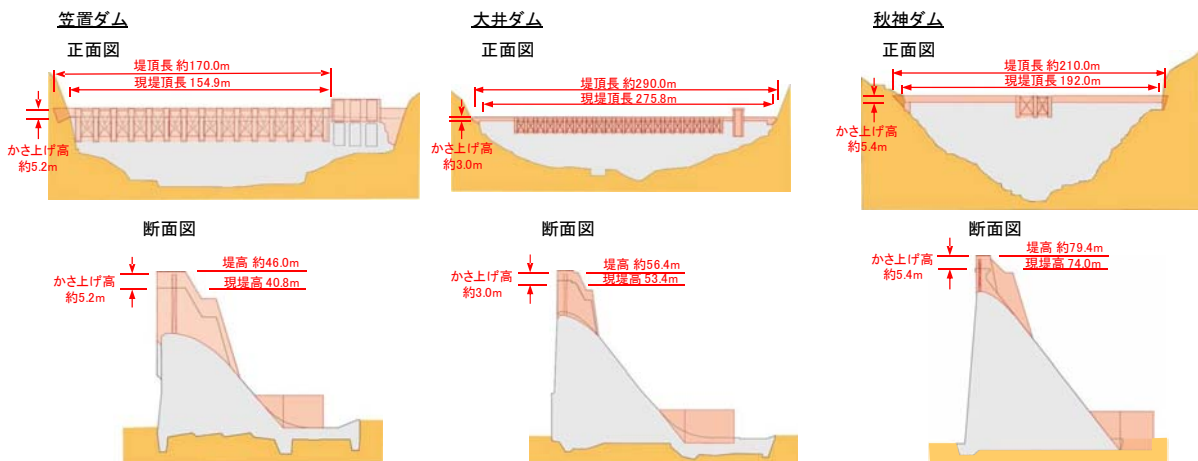 笠置ダム
正面図
堤頂長 約170.0m
現堤頂長 154.9m
かさ上げ高
約5.2m
断面図
堤高 約46.0m
現堤高 40.8m
かさ上げ高
約5.2m
大井ダム
正面図
堤頂長 約290.0m
現堤頂長 275.8m
かさ上げ高
約3.0m
断面図
堤高 約56.4m
現堤高 53.4m
かさ上げ高
約3.0m
秋神ダム
正面図
堤頂長 約210.0m
現堤頂長 192.0m
かさ上げ高
約5.4m
断面図
堤高 約79.4m
現堤高 74.0m
かさ上げ高
約5.4m